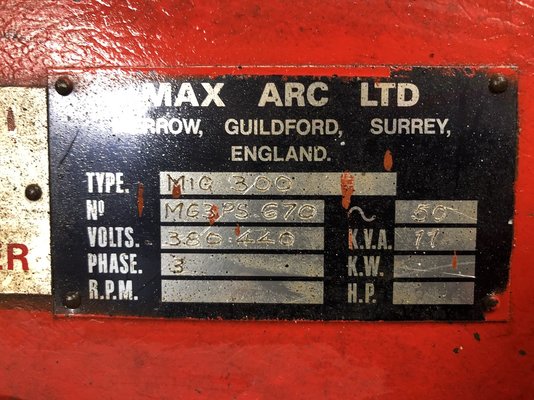 MAX ARC LTD
GUILDFORD, SURREY,
ENGLAND.
TYPE. MIG 300
Nº MG3PS 670 ~ 50
VOLTS. 380.440 K.V.A. 11
PHASE. 3 K.W.
R.P.M. H.P.
ER